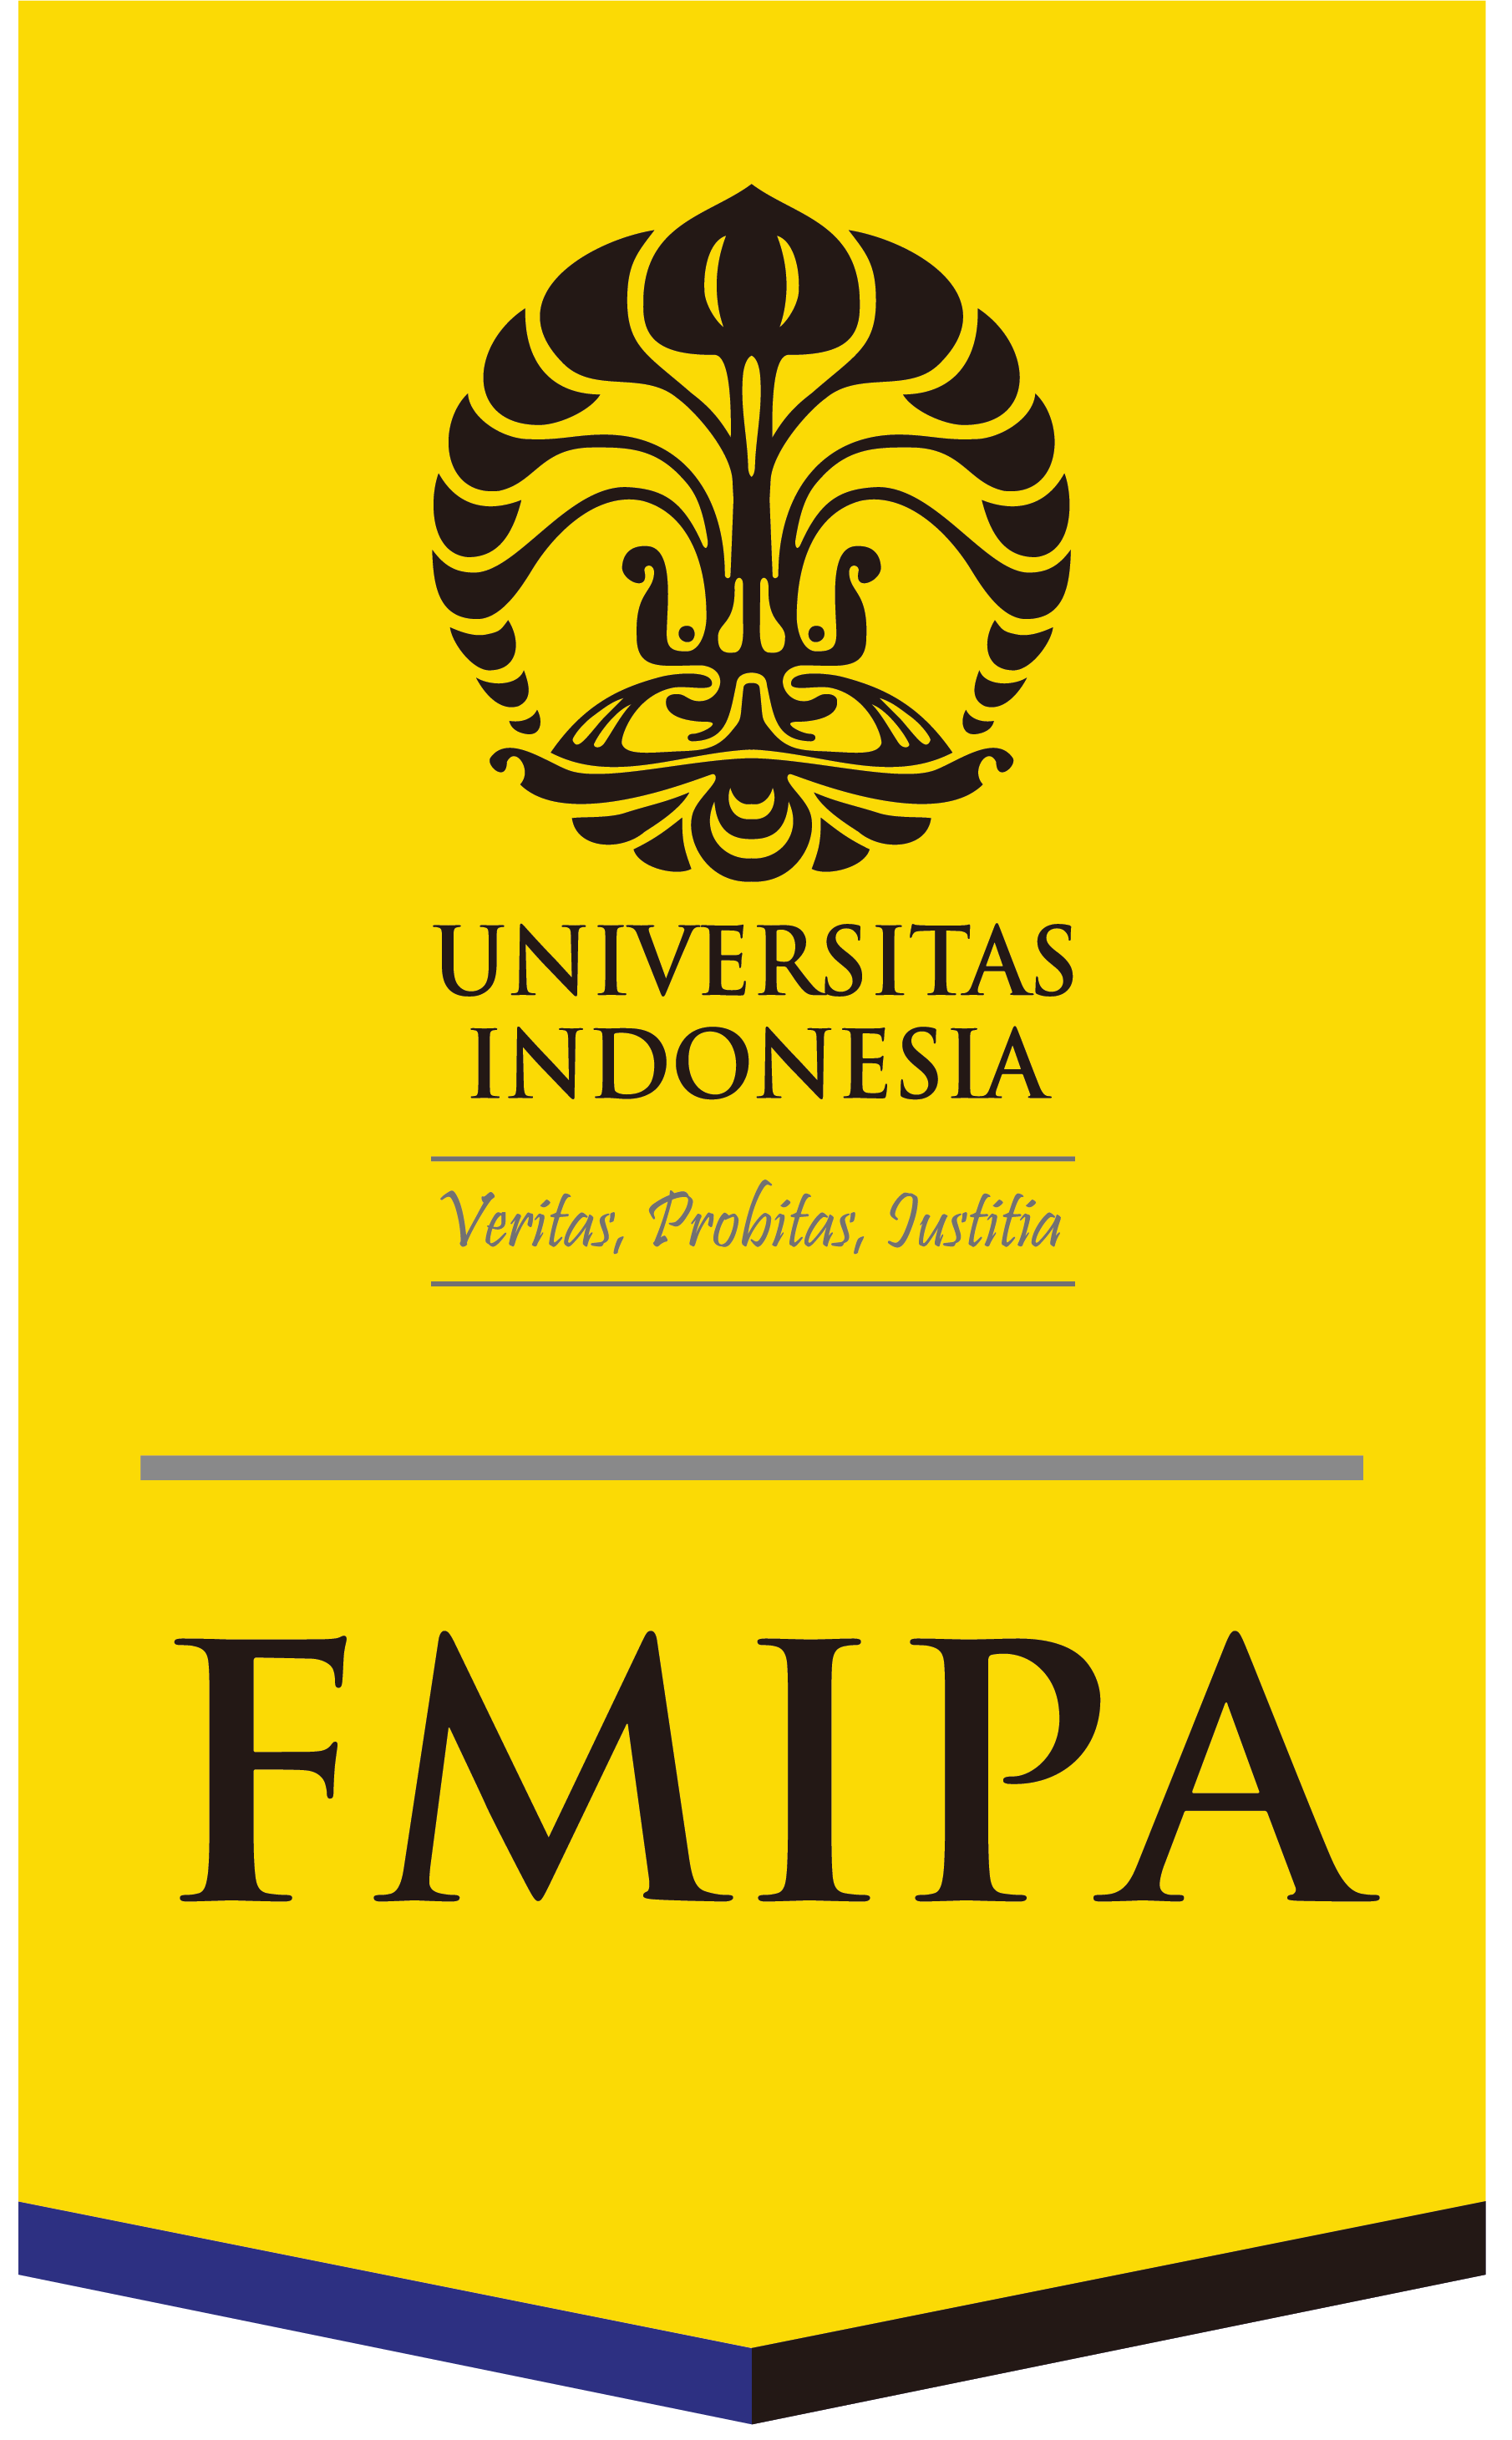 UNIVERSITAS
INDONESIA
Veritas, Probitas, Iustitia
FMIPA